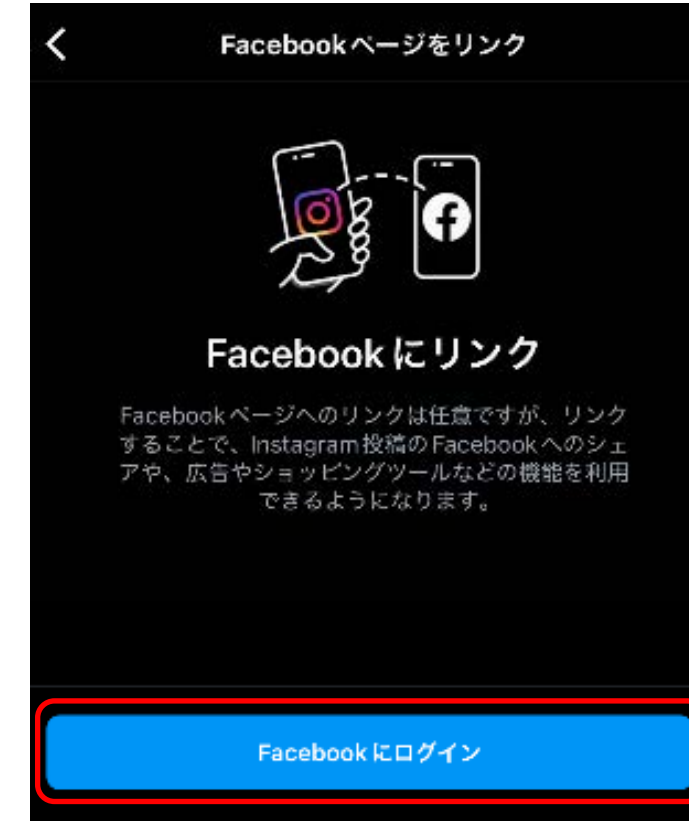 Facebookページをリンク
Facebookにリンク
Facebookページへのリンクは任意ですが、リンク
することで、Instagram投稿のFacebookへのシェ
アや、広告やショッピングツールなどの機能を利用
できるようになります。
Facebookにログイン